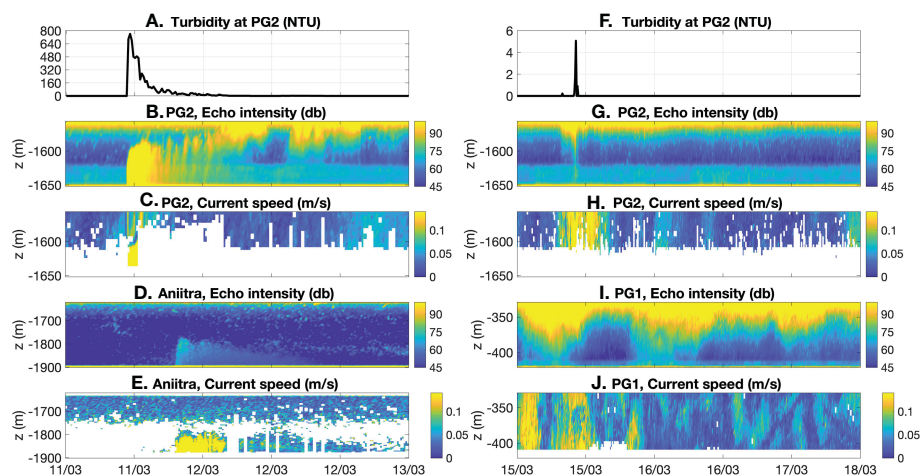 A. Turbidity at PG2 (NTU)
800
640
480
320
160
0
B. PG2, Echo intensity (db)
z (m)
-1600
-1650
90
75
60
45
C. PG2, Current speed (m/s)
z (m)
-1600
-1650
0.1
0.05
0
D. Aniitra, Echo intensity (db)
z (m)
-1700
-1800
-1900
90
75
60
45
E. Aniitra, Current speed (m/s)
z (m)
-1700
-1800
-1900
0.1
0.05
0
11/03 11/03 12/03 12/03 12/03 13/03
F. Turbidity at PG2 (NTU)
6
4
2
0
G. PG2, Echo intensity (db)
z (m)
-1600
-1650
90
75
60
45
H. PG2, Current speed (m/s)
z (m)
-1600
-1650
0.1
0.05
0
I. PG1, Echo intensity (db)
z (m)
-350
-400
90
75
60
45
J. PG1, Current speed (m/s)
z (m)
-350
-400
0.1
0.05
0
15/03 15/03 16/03 16/03 17/03 18/03